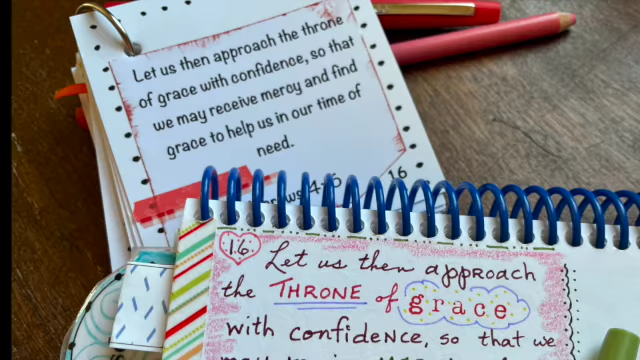 Let us then approach the throne
of grace with confidence, so that
we may receive mercy and find
grace to help us in our time of
need.
16
16
Let us then approach
the THRONE of grace
with confidence, so that we